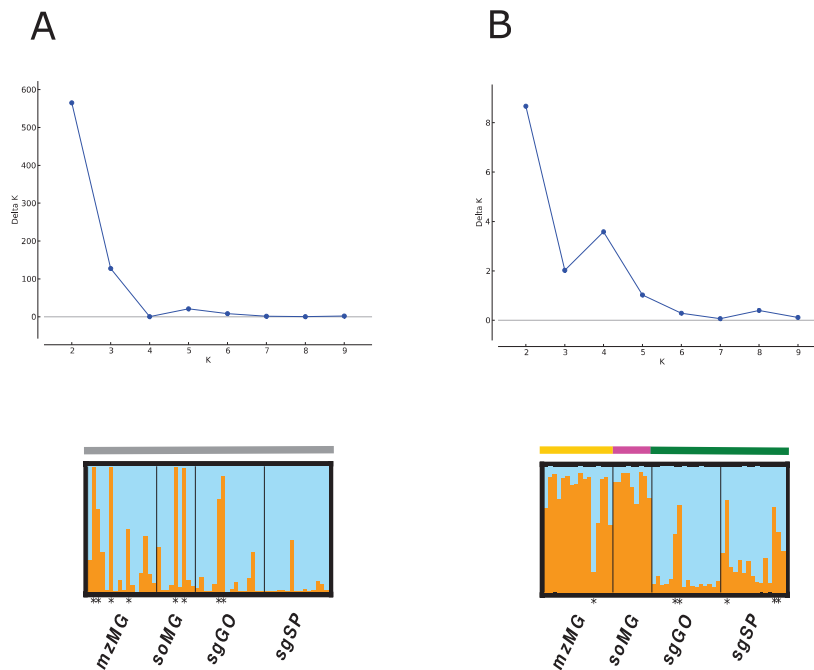 A
B
600
500
400
300
200
100
0
Delta K
2 3 4 5 6 7 8 9
K
8
6
4
2
0
Delta K
2 3 4 5 6 7 8 9
K
** * * * * **
mzMG soMG sgGO sgSP
* ** * **
mzMG soMG sgGO sgSP